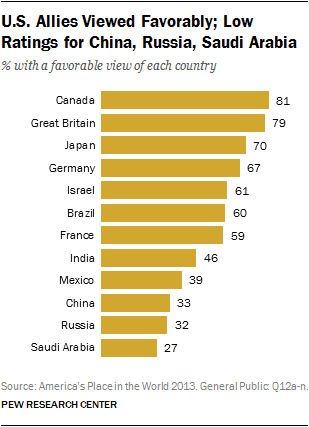 U.S. Allies Viewed Favorably; Low
Ratings for China, Russia, Saudi Arabia
% with a favorable view of each country
Canada 81
Great Britain 79
Japan 70
Germany 67
Israel 61
Brazil 60
France 59
India 46
Mexico 39
China 33
Russia 32
Saudi Arabia 27
Source: America's Place in the World 2013. General Public: Q12a-n.
PEW RESEARCH CENTER